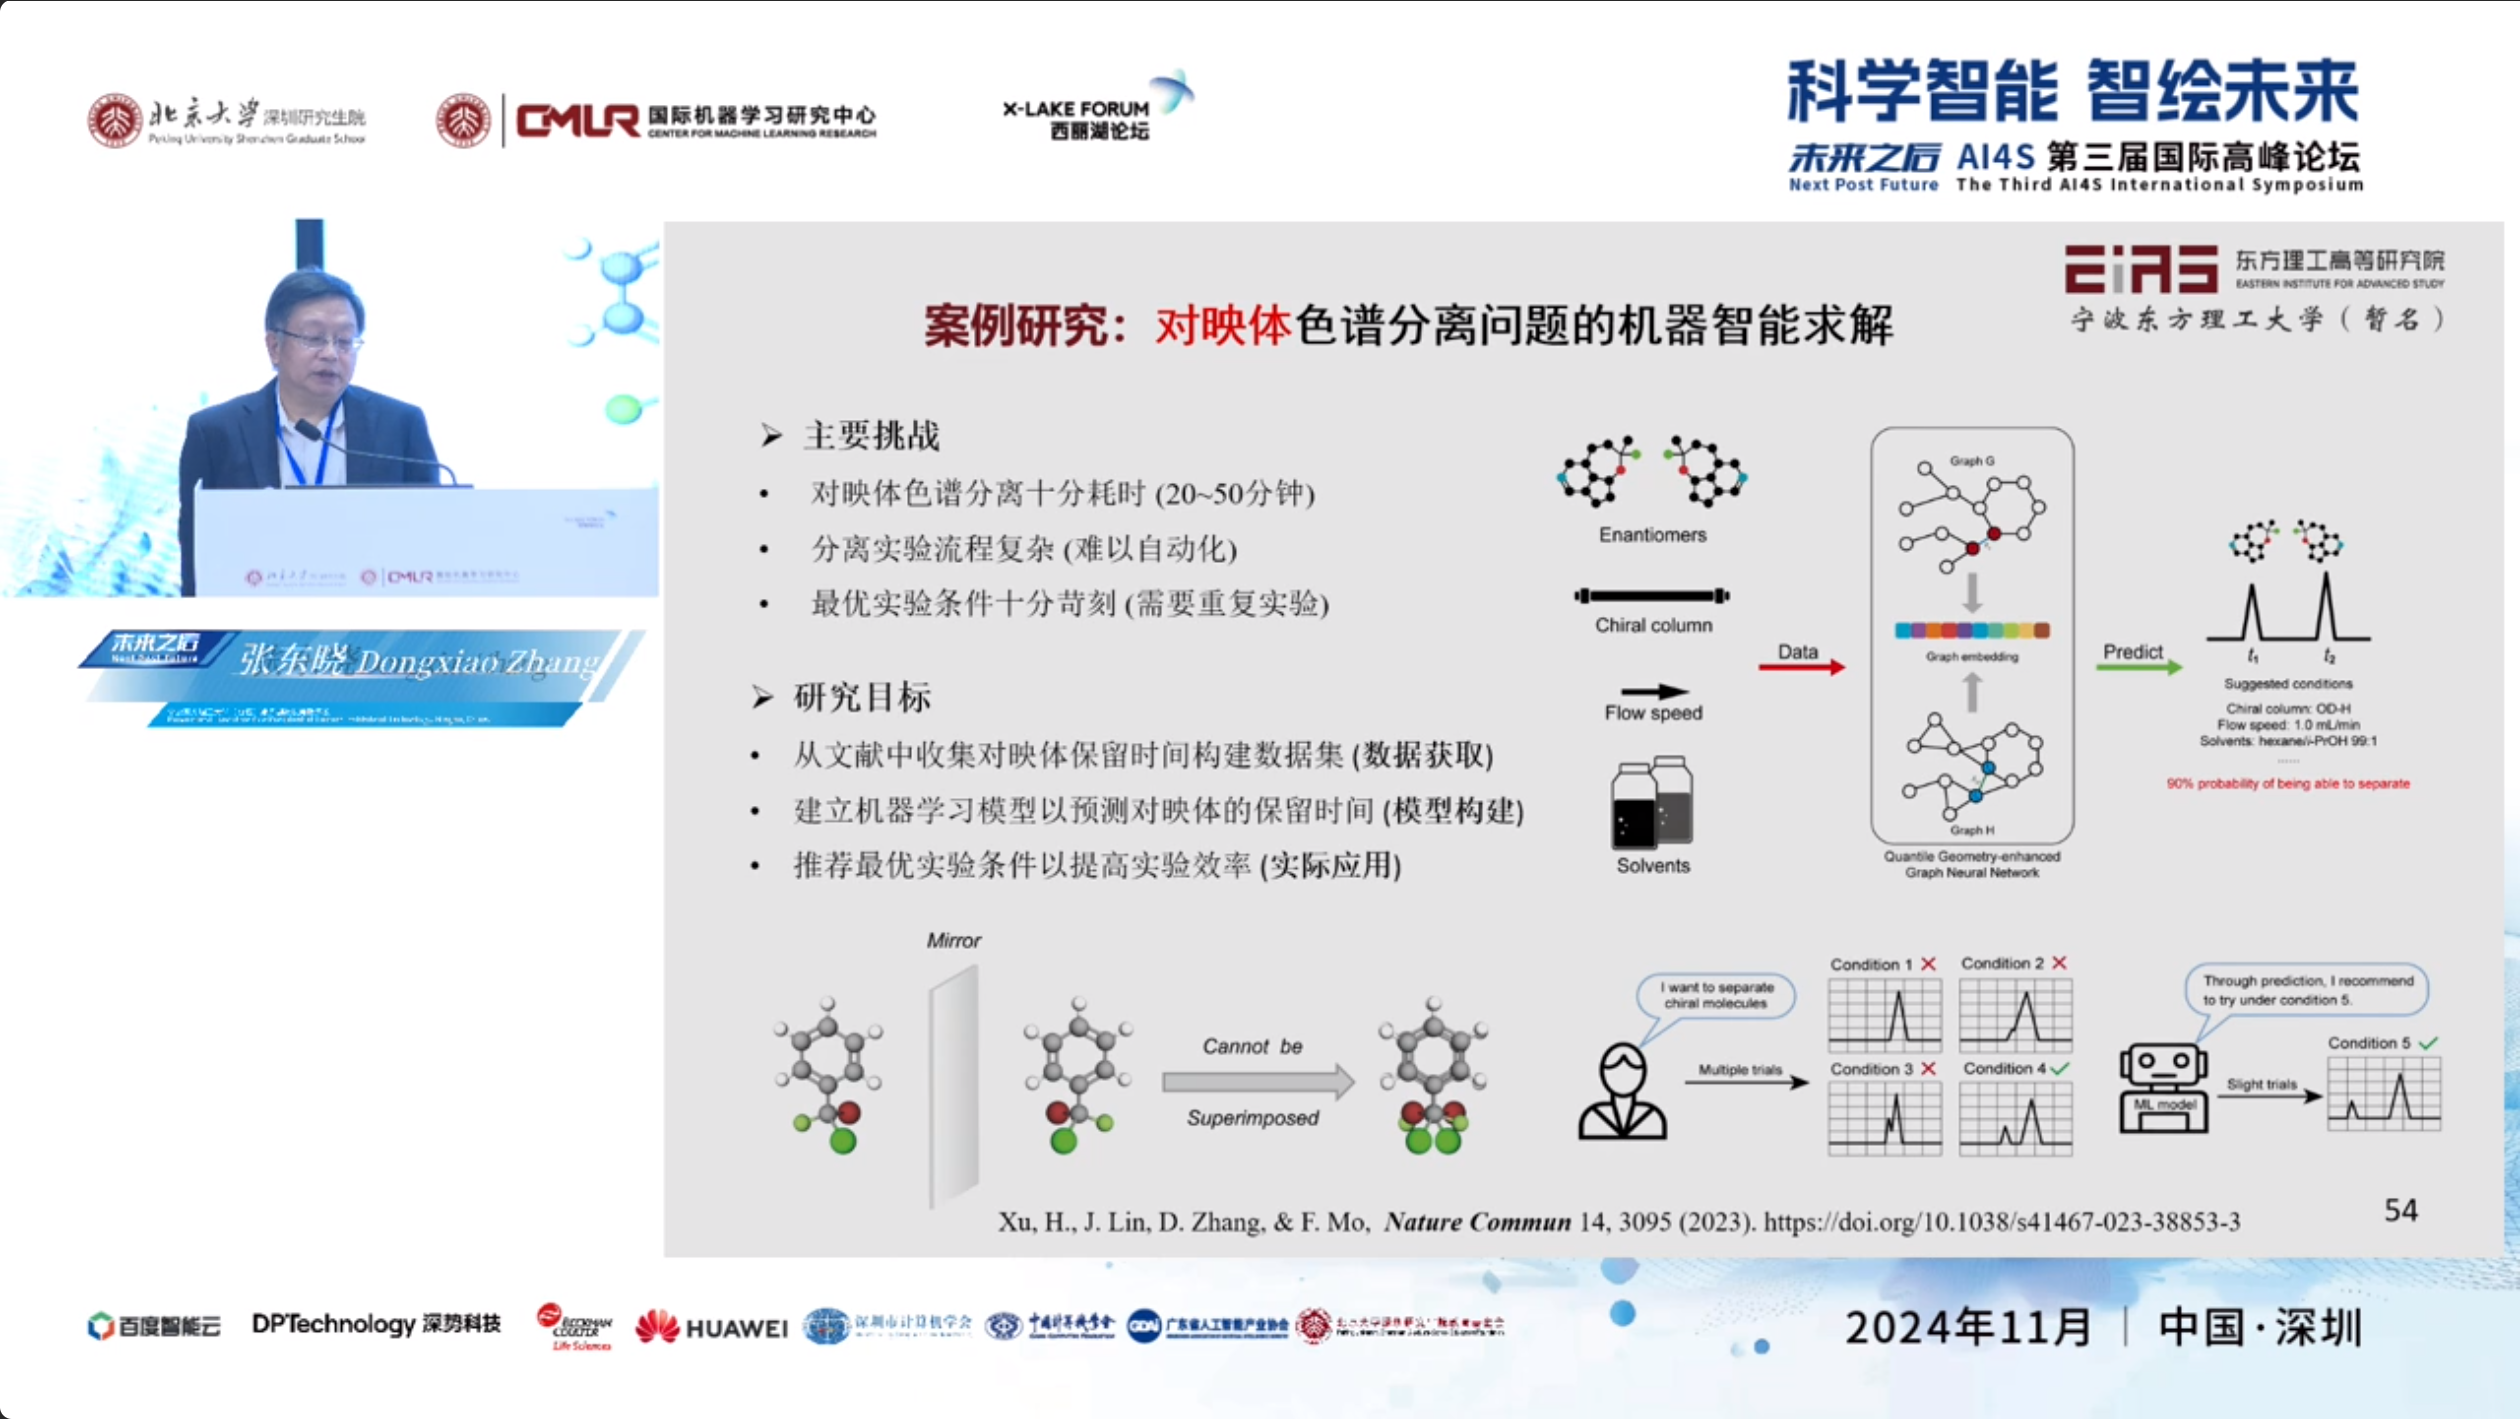 北京大学 深圳研究生院
Peking University Shenzhen Graduate School
CMLR 国际机器学习研究中心
CENTER FOR MACHINE LEARNING RESEARCH
X-LAKE FORUM
西丽湖论坛
科学智能 智绘未来
未来之后 AI4S 第三届国际高峰论坛
Next Post Future The Third AI4S International Symposium
未来之后
Next Post Future
张东晓 Dongxiao Zhang
EIAS 东方理工高等研究院
EASTERN INSTITUTE FOR ADVANCED STUDY
宁波东方理工大学（暂名）
案例研究：对映体色谱分离问题的机器智能求解
➢ 主要挑战
• 对映体色谱分离十分耗时 (20~50分钟)
• 分离实验流程复杂 (难以自动化)
• 最优实验条件十分苛刻 (需要重复实验)
➢ 研究目标
• 从文献中收集对映体保留时间构建数据集 (数据获取)
• 建立机器学习模型以预测对映体的保留时间 (模型构建)
• 推荐最优实验条件以提高实验效率 (实际应用)
Enantiomers
Chiral column
Flow speed
Solvents
Data
Graph G
Graph embedding
Graph H
Quantile Geometry-enhanced
Graph Neural Network
Predict
t1 t2
Suggested conditions
Chiral column: OD-H
Flow speed: 1.0 mL/min
Solvents: hexane/i-PrOH 99:1
......
90% probability of being able to separate
Mirror
Cannot be
Superimposed
I want to separate
chiral molecules
Multiple trials
Condition 1 ✗ Condition 2 ✗
Condition 3 ✗ Condition 4 ✓
Through prediction, I recommend
to try under condition 5.
ML model
Slight trials
Condition 5 ✓
Xu, H., J. Lin, D. Zhang, & F. Mo, Nature Commun 14, 3095 (2023). https://doi.org/10.1038/s41467-023-38853-3
54
百度智能云
DPTechnology 深势科技
BECKMAN
COULTER
Life Sciences
HUAWEI
深圳市计算机学会
GDAI 广东省人工智能产业协会
2024年11月 | 中国·深圳